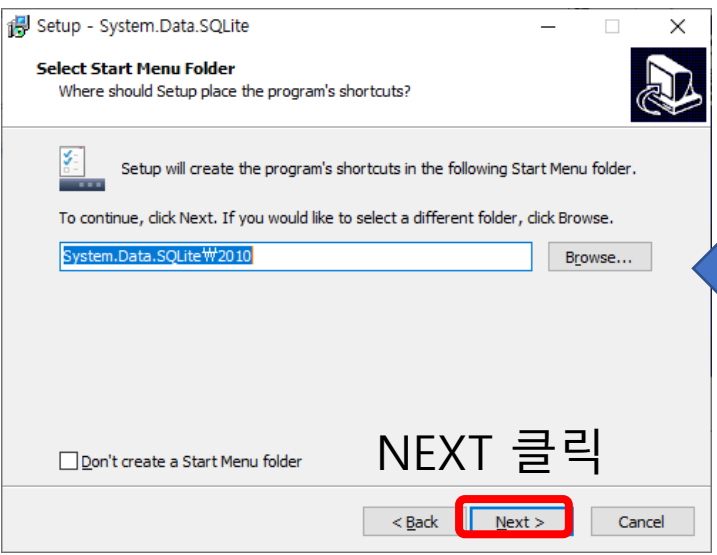 Setup - System.Data.SQLite
Select Start Menu Folder
Where should Setup place the program's shortcuts?
Setup will create the program's shortcuts in the following Start Menu folder.
To continue, click Next. If you would like to select a different folder, click Browse.
System.Data.SQLite₩2010
Browse...
NEXT 클릭
Don't create a Start Menu folder
< Back
Next >
Cancel